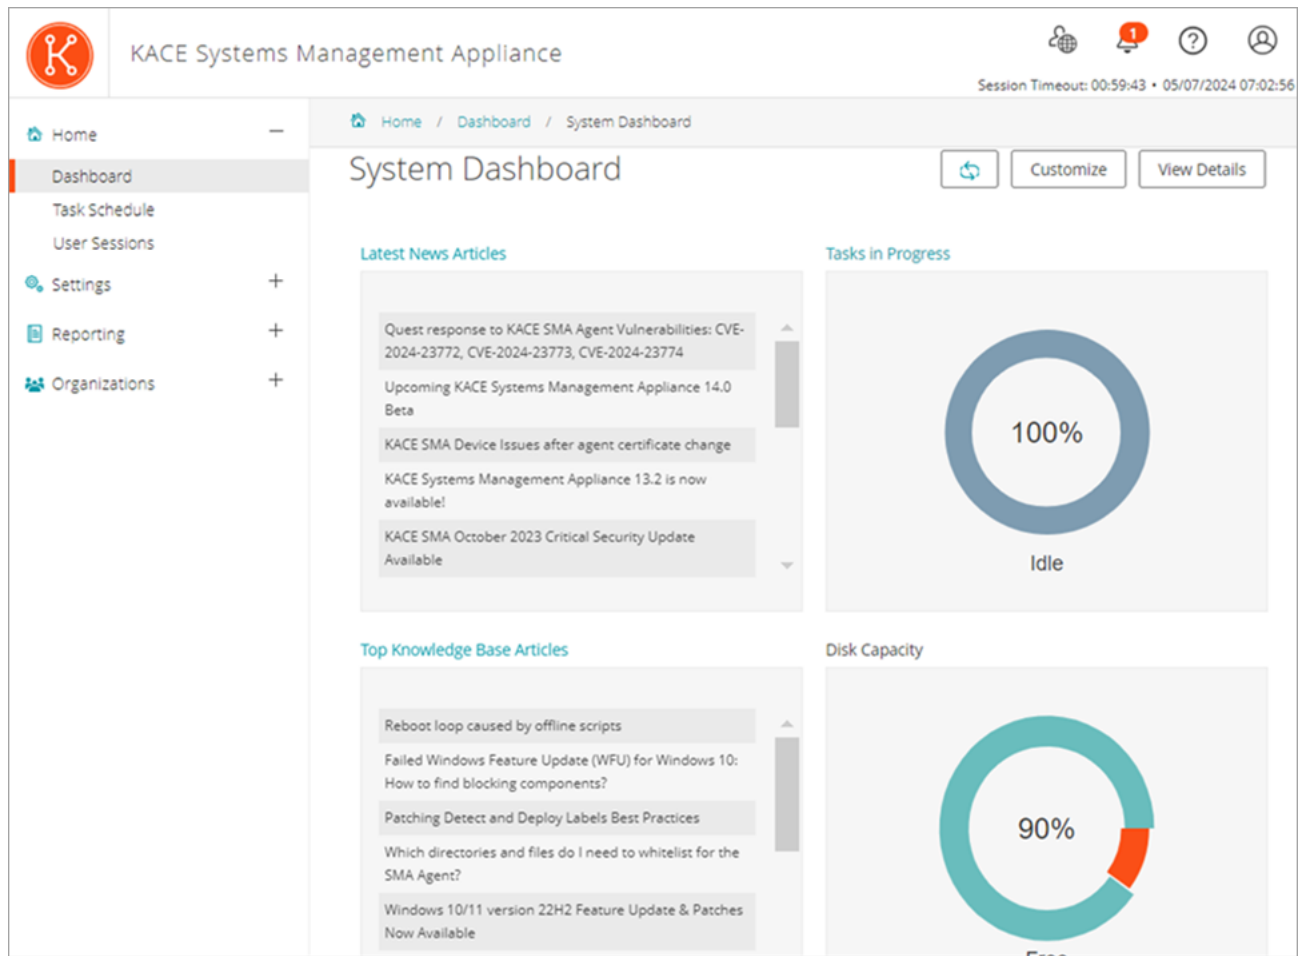 KACE Systems Management Appliance
1
Session Timeout: 00:59:43 • 05/07/2024 07:02:56
Home
Dashboard
Task Schedule
User Sessions
Settings
Reporting
Organizations
Home / Dashboard / System Dashboard
System Dashboard
Customize
View Details
Latest News Articles
Quest response to KACE SMA Agent Vulnerabilities: CVE-
2024-23772, CVE-2024-23773, CVE-2024-23774
Upcoming KACE Systems Management Appliance 14.0
Beta
KACE SMA Device Issues after agent certificate change
KACE Systems Management Appliance 13.2 is now
available!
KACE SMA October 2023 Critical Security Update
Available
Tasks in Progress
100%
Idle
Top Knowledge Base Articles
Reboot loop caused by offline scripts
Failed Windows Feature Update (WFU) for Windows 10:
How to find blocking components?
Patching Detect and Deploy Labels Best Practices
Which directories and files do I need to whitelist for the
SMA Agent?
Windows 10/11 version 22H2 Feature Update & Patches
Now Available
Disk Capacity
90%